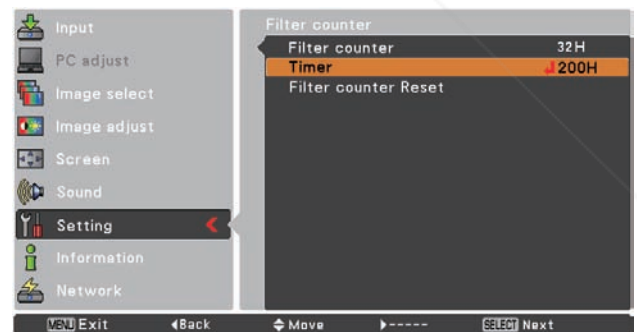 Input
PC adjust
Image select
Image adjust
Screen
Sound
Setting
Information
Network
Filter counter
Filter counter 32H
Timer 200H
Filter counter Reset
MENU Exit ◀Back Move ▶----- SELECT Next